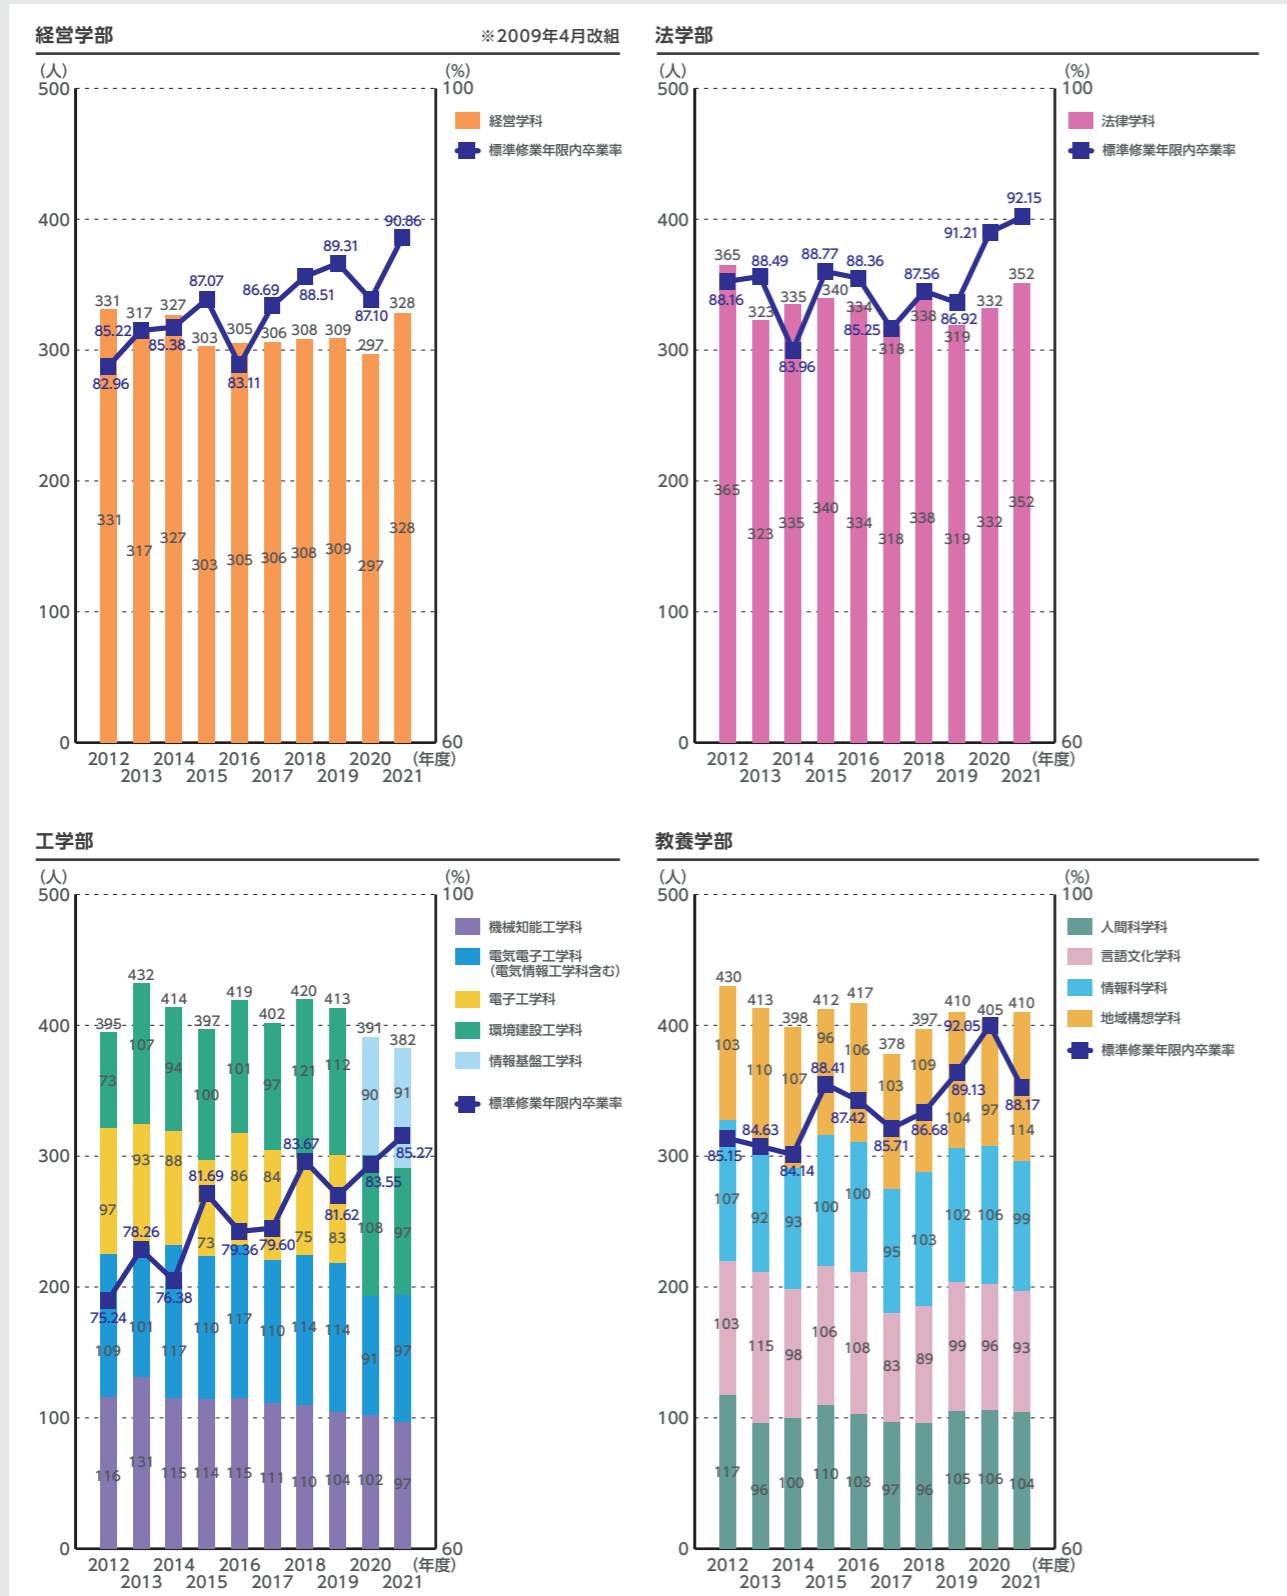 経営学部
※2009年4月改組
(人)
(%)
500
100
400
300
200
100
0
60
経営学科
標準修業年限内卒業率
331 317 327 303 305 306 308 309 297 328
82.96 85.22 85.38 87.07 83.11 86.69 88.51 89.31 87.10 90.86
331 317 327 303 305 306 308 309 297 328
2012 2014 2016 2018 2020 (年度)
2013 2015 2017 2019 2021
法学部
(人)
(%)
500
100
400
300
200
100
0
60
法律学科
標準修業年限内卒業率
365 323 335 340 334 318 338 319 332 352
88.16 88.49 83.96 88.77 88.36 85.25 87.56 86.92 91.21 92.15
365 323 335 340 334 318 338 319 332 352
2012 2014 2016 2018 2020 (年度)
2013 2015 2017 2019 2021
工学部
(人)
(%)
500
100
400
300
200
100
0
60
機械知能工学科
電気電子工学科
(電気情報工学科含む)
電子工学科
環境建設工学科
情報基盤工学科
標準修業年限内卒業率
395 432 414 397 419 402 420 413 391 382
90 91
73 107 94 100 101 97 121 112 108 97
97 93 88 73 86 84 75 83
75.24 78.26 76.38 81.69 79.36 79.60 83.67 81.62 83.55 85.27
109 101 117 110 117 110 114 114 91 97
116 131 115 114 115 111 110 104 102 97
2012 2014 2016 2018 2020 (年度)
2013 2015 2017 2019 2021
教養学部
(人)
(%)
500
100
400
300
200
100
0
60
人間科学科
言語文化学科
情報科学科
地域構想学科
標準修業年限内卒業率
430 413 398 412 417 378 397 410 405 410
103 110 107 96 106 103 109 104 97 114
85.15 84.63 84.14 88.41 87.42 85.71 86.68 89.13 92.05 88.17
107 92 93 100 100 95 103 102 106 99
103 115 98 106 108 83 89 99 96 93
117 96 100 110 103 97 96 105 106 104
2012 2014 2016 2018 2020 (年度)
2013 2015 2017 2019 2021